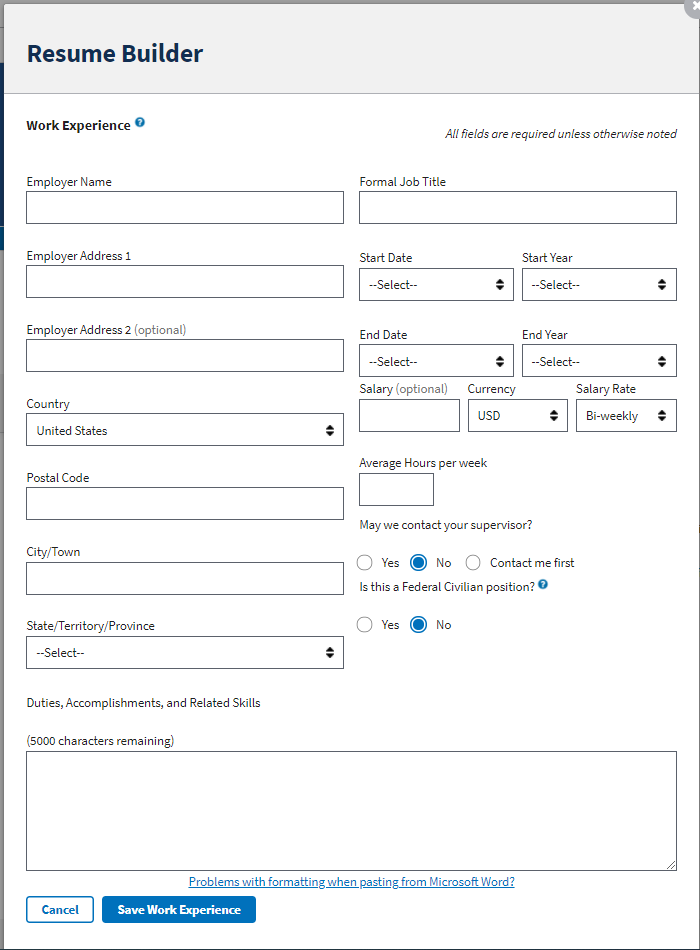 Resume Builder
Work Experience
All fields are required unless otherwise noted
Employer Name
Formal Job Title
Employer Address 1
Start Date
Start Year
--Select--
--Select--
Employer Address 2 (optional)
End Date
End Year
--Select--
--Select--
Country
United States
Salary (optional)
Currency
Salary Rate
USD
Bi-weekly
Postal Code
Average Hours per week
May we contact your supervisor?
City/Town
Yes No Contact me first
Is this a Federal Civilian position?
State/Territory/Province
--Select--
Yes No
Duties, Accomplishments, and Related Skills
(5000 characters remaining)
Problems with formatting when pasting from Microsoft Word?
Cancel
Save Work Experience